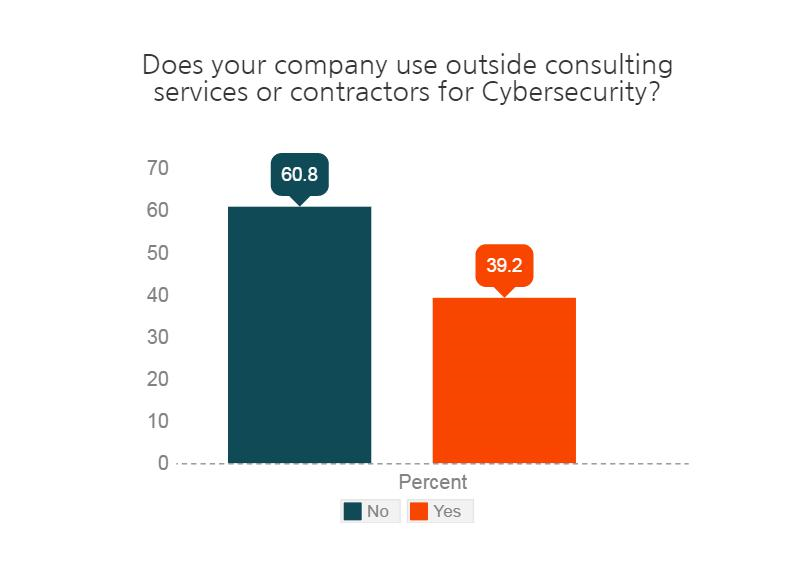 Does your company use outside consulting
services or contractors for Cybersecurity?
70
60.8
60
50
39.2
40
30
20
10
0
Percent
No Yes